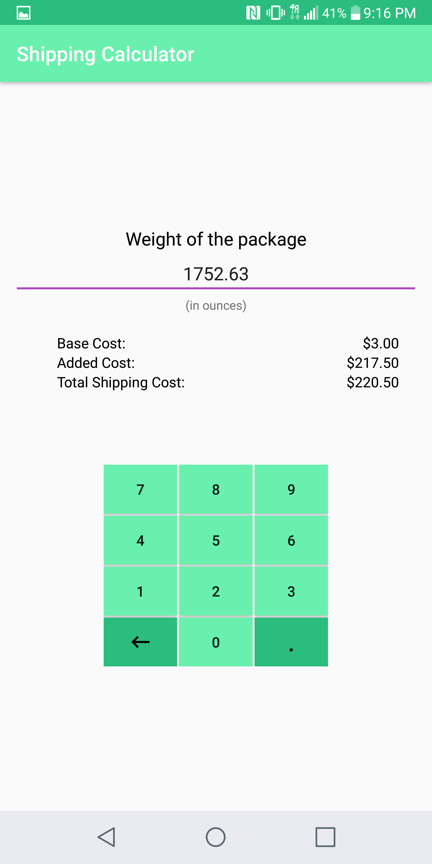 4G 41% 9:16 PM
Shipping Calculator
Weight of the package
1752.63
(in ounces)
Base Cost: $3.00
Added Cost: $217.50
Total Shipping Cost: $220.50
7 8 9
4 5 6
1 2 3
← 0 .